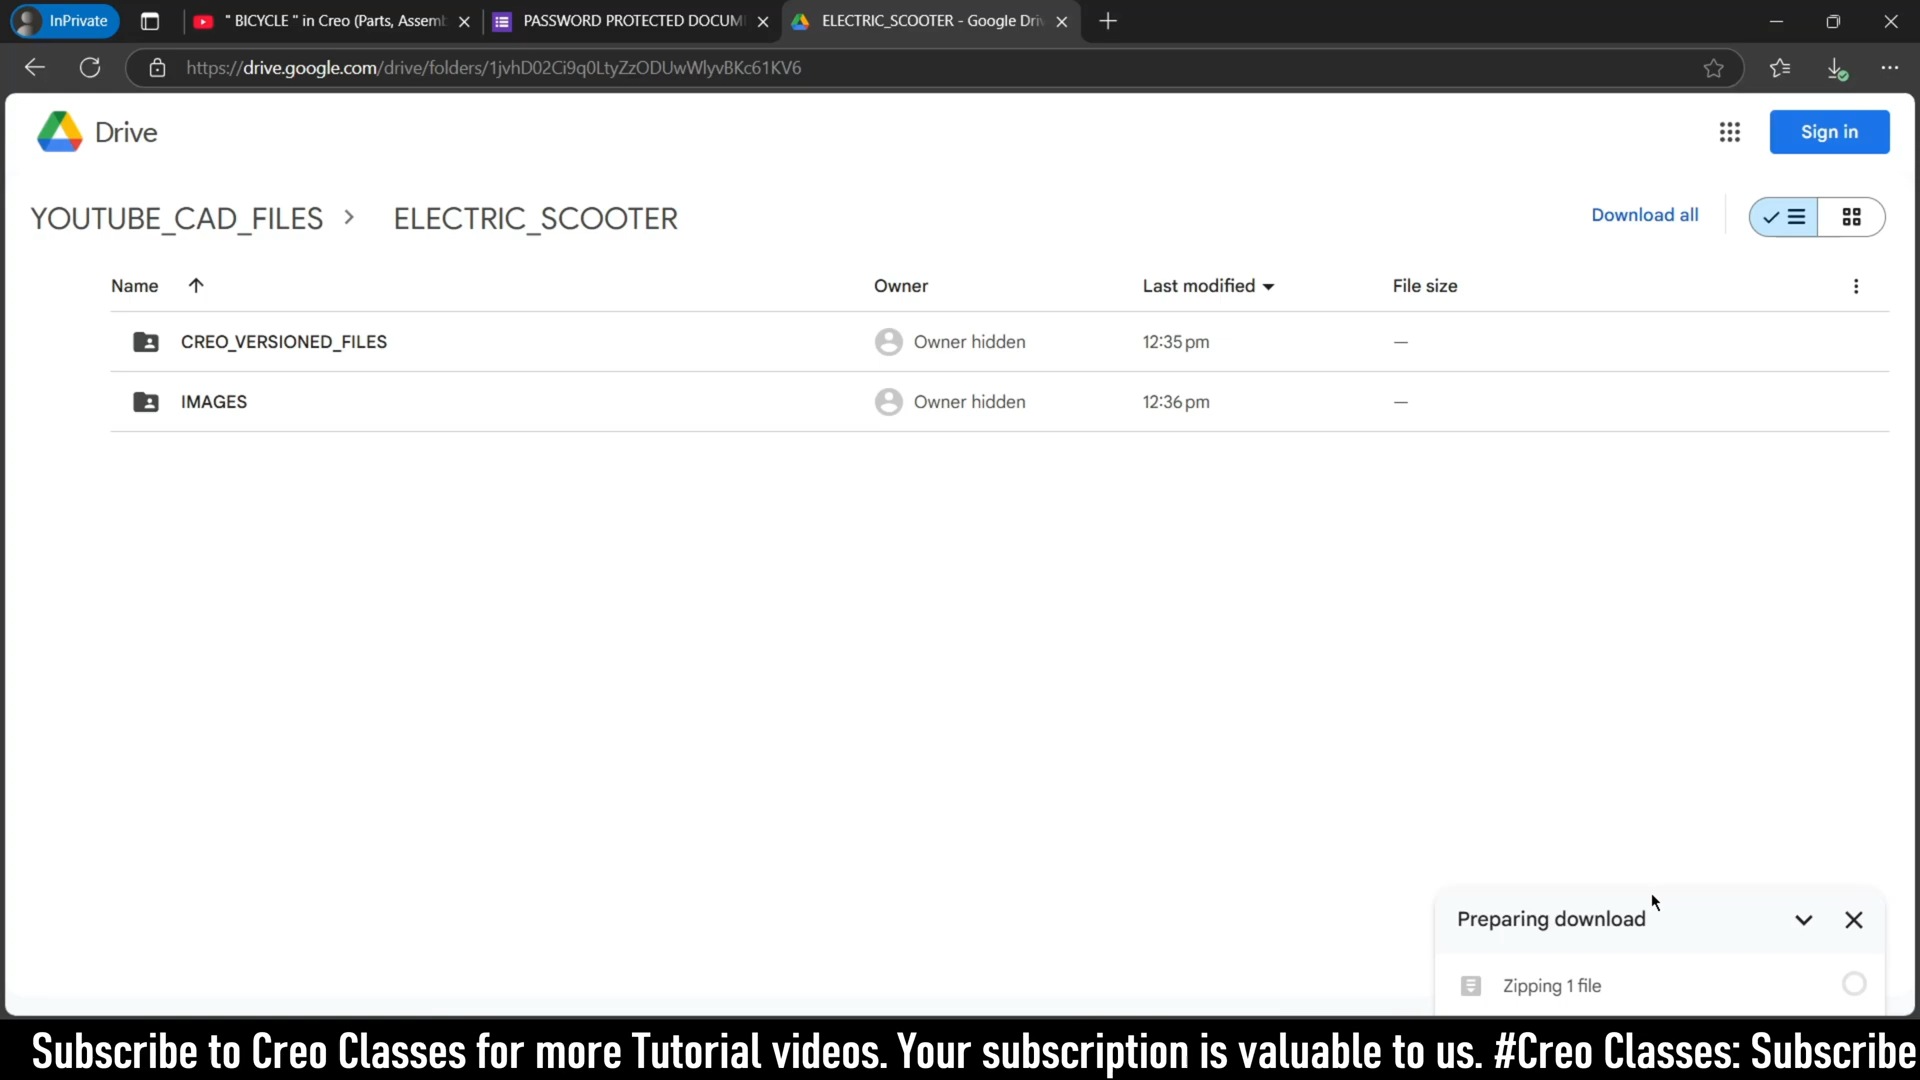 InPrivate
" BICYCLE " in Creo (Parts, Assemb
PASSWORD PROTECTED DOCUM
ELECTRIC_SCOOTER - Google Driv
https://drive.google.com/drive/folders/1jvhD02Ci9q0LtyZzODUwWlyvBKc61KV6
Drive
Sign in
YOUTUBE_CAD_FILES > ELECTRIC_SCOOTER
Download all
Name Owner Last modified File size
CREO_VERSIONED_FILES Owner hidden 12:35 pm —
IMAGES Owner hidden 12:36 pm —
Preparing download
Zipping 1 file
Subscribe to Creo Classes for more Tutorial videos. Your subscription is valuable to us. #Creo Classes: Subscribe